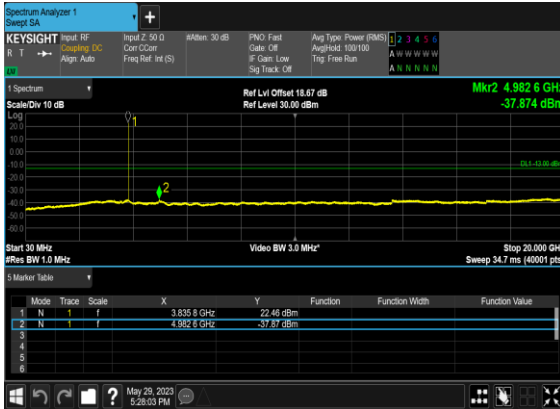 Spectrum Analyzer 1
Swept SA
+
KEYSIGHT
R T
Input: RF
Coupling: DC
Align: Auto
Input Z: 50 Ω
Corr CCorr
Freq Ref: Int (S)
#Atten: 30 dB
PNO: Fast
Gate: Off
IF Gain: Low
Sig Track: Off
Avg Type: Power (RMS)
Avg|Hold: 100/100
Trig: Free Run
1 2 3 4 5 6
A W W W W W
A N N N N N
1 Spectrum
Scale/Div 10 dB
Ref Lvl Offset 18.67 dB
Ref Level 30.00 dBm
Mkr2 4.982 6 GHz
-37.874 dBm
Log
20.0
10.0
0.00
-10.0
-20.0
-30.0
-40.0
-50.0
-60.0
1
2
DL1 -13.00 dBm
Start 30 MHz
#Res BW 1.0 MHz
Video BW 3.0 MHz*
Stop 20.000 GHz
Sweep 34.7 ms (40001 pts)
5 Marker Table
Mode Trace Scale X Y Function Function Width Function Value
1 N 1 f 3.835 8 GHz 22.46 dBm
2 N 1 f 4.982 6 GHz -37.87 dBm
3
4
5
6
?
May 29, 2023
5:28:03 PM